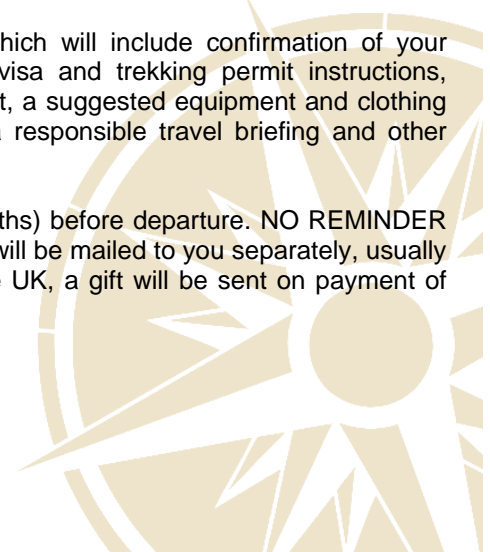 hich will include confirmation of your
visa and trekking permit instructions,
t, a suggested equipment and clothing
responsible travel briefing and other
ths) before departure. NO REMINDER
will be mailed to you separately, usually
UK, a gift will be sent on payment of